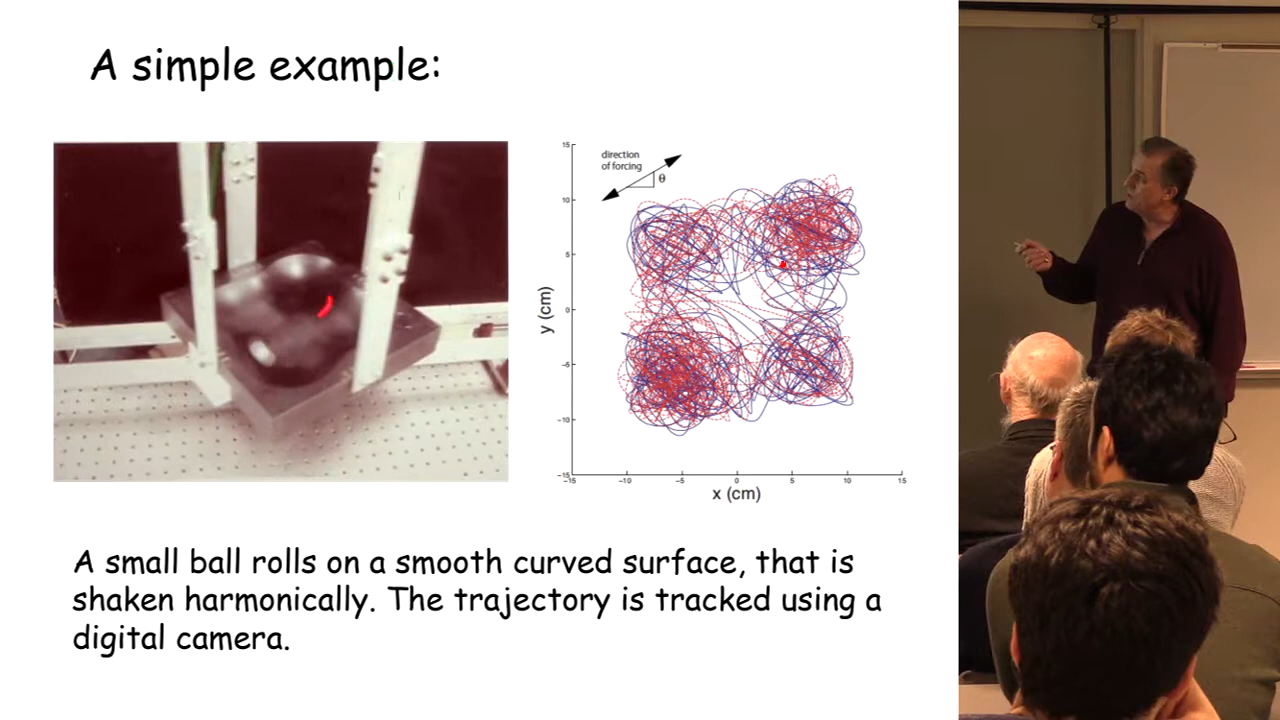 A simple example:
direction
of forcing
θ
15
10
5
0
−5
−10
−15
y (cm)
−15
−10
−5
0
5
10
15
x (cm)
A small ball rolls on a smooth curved surface, that is
shaken harmonically. The trajectory is tracked using a
digital camera.